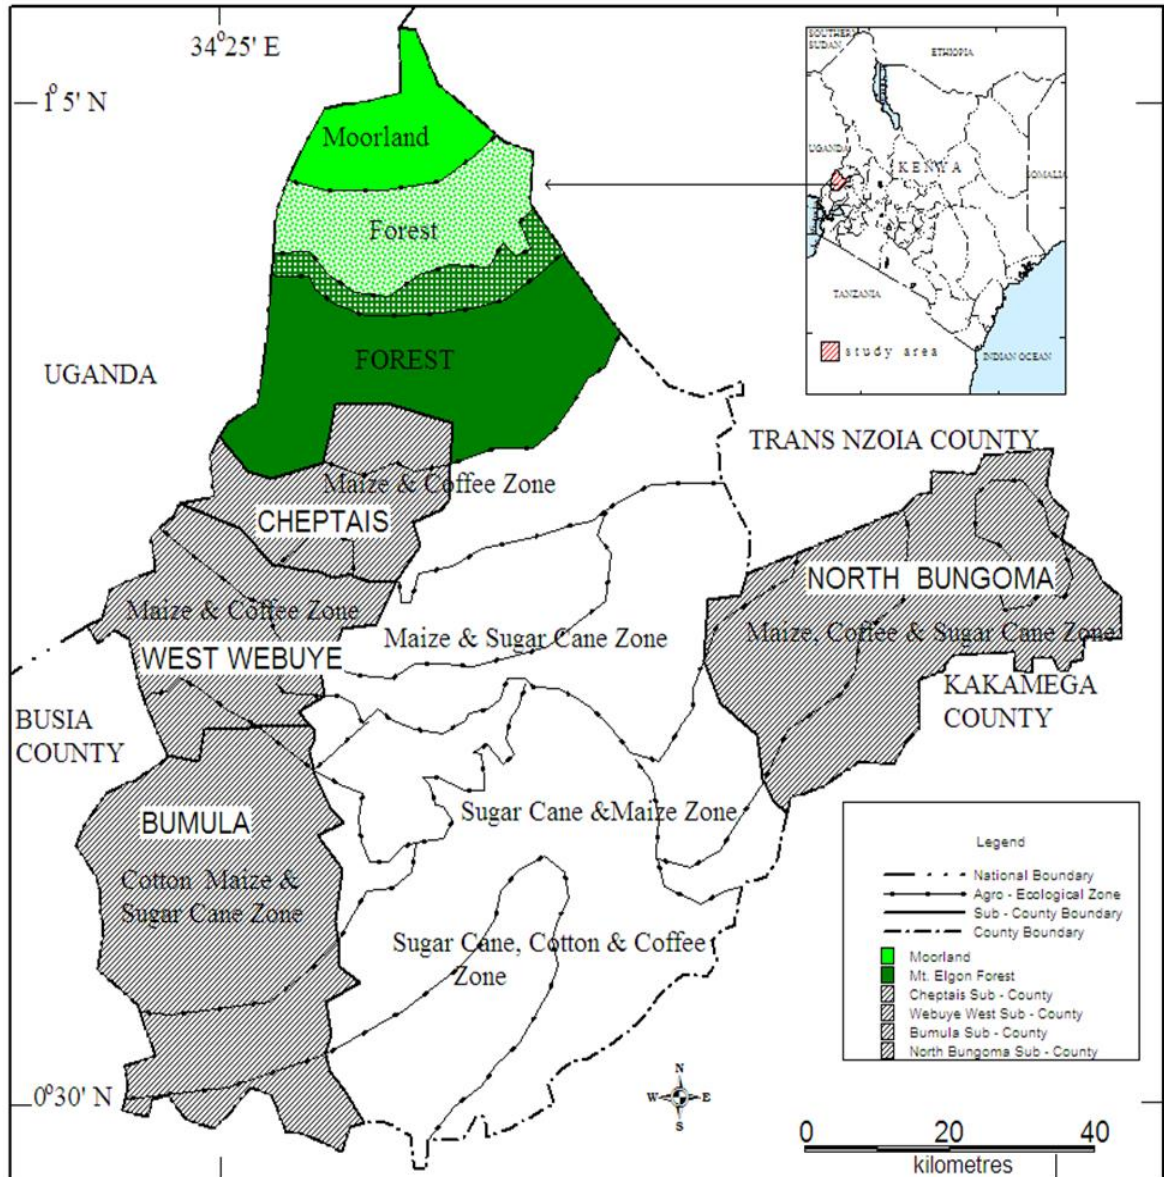 34°25' E
1°5' N
Moorland
Forest
FOREST
UGANDA
SOUTHERN
SUDAN
ETHIOPIA
UGANDA
KENYA
SOMALIA
TANZANIA
study area
INDIAN OCEAN
TRANS NZOIA COUNTY
Maize & Coffee Zone
CHEPTAIS
NORTH BUNGOMA
Maize, Coffee & Sugar Cane Zone
Maize & Coffee Zone
Maize & Sugar Cane Zone
WEST WEBUYE
KAKAMEGA
COUNTY
BUSIA
COUNTY
BUMULA
Sugar Cane &Maize Zone
Cotton Maize &
Sugar Cane Zone
Sugar Cane, Cotton & Coffee
Zone
Legend
National Boundary
Agro - Ecological Zone
Sub - County Boundary
County Boundary
Moorland
Mt. Elgon Forest
Cheptais Sub - County
Webuye West Sub - County
Bumula Sub - County
North Bungoma Sub - County
0°30' N
N
W E
S
0 20 40
kilometres